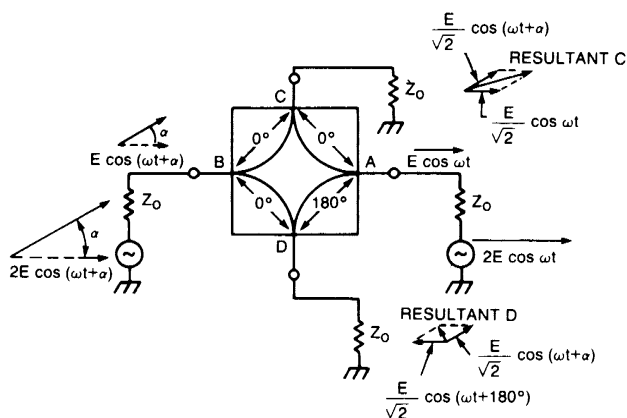 E/√2 cos (ωt+α)
RESULTANT C
E/√2 cos ωt
Z₀
C
0° 0°
α
E cos (ωt+α)
B
A
E cos ωt
0° 180°
Z₀
Z₀
D
α
2E cos (ωt+α)
2E cos ωt
RESULTANT D
Z₀
E/√2 cos (ωt+α)
E/√2 cos (ωt+180°)